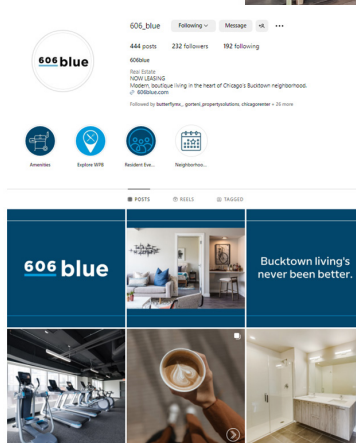 606_blue Following Message
444 posts 232 followers 192 following
606blue
Real Estate
NOW LEASING
Modern, boutique living in the heart of Chicago's Bucktown neighborhood.
606blue.com
Followed by butterflymx_, gorteni_propertysolutions, chicagorenter + 26 more
606 blue
Amenities Explore WPB Resident Eve... Neighborhoo...
POSTS REELS TAGGED
606 blue
Bucktown living's
never been better.